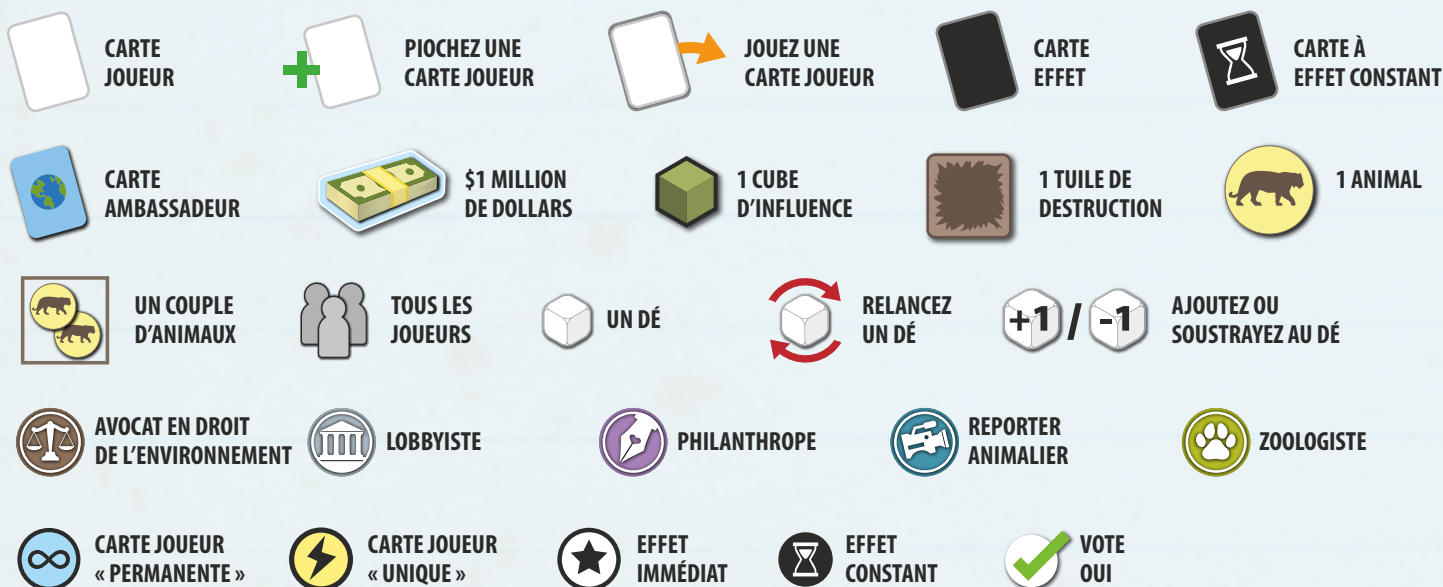 CARTE
JOUEUR
PIOCHEZ UNE
CARTE JOUEUR
JOUEZ UNE
CARTE JOUEUR
CARTE
EFFET
CARTE À
EFFET CONSTANT
CARTE
AMBASSADEUR
$1 MILLION
DE DOLLARS
1 CUBE
D'INFLUENCE
1 TUILE DE
DESTRUCTION
1 ANIMAL
UN COUPLE
D'ANIMAUX
TOUS LES
JOUEURS
UN DÉ
RELANCEZ
UN DÉ
+1 / -1
AJOUTEZ OU
SOUSTRAYEZ AU DÉ
AVOCAT EN DROIT
DE L'ENVIRONNEMENT
LOBBYISTE
PHILANTHROPE
REPORTER
ANIMALIER
ZOOLOGISTE
CARTE JOUEUR
« PERMANENTE »
CARTE JOUEUR
« UNIQUE »
EFFET
IMMÉDIAT
EFFET
CONSTANT
VOTE
OUI